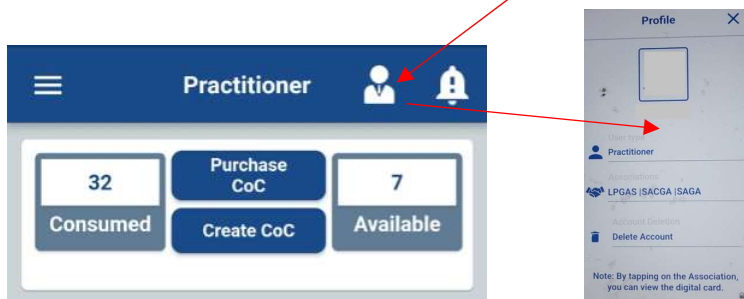 Practitioner
32
Consumed
Purchase
CoC
Create CoC
7
Available
Profile
User type
Practitioner
Associations
LPGAS |SACGA |SAGA
Account Deletion
Delete Account
Note: By tapping on the Association,
you can view the digital card.